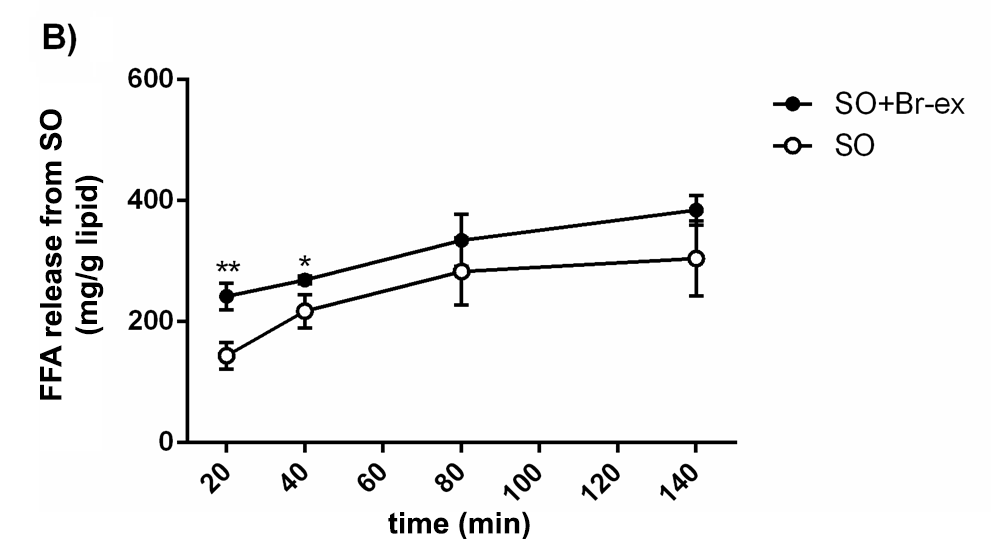 B)
FFA release from SO
(mg/g lipid)
600
400
200
0
**
*
20
40
60
80
100
120
140
time (min)
SO+Br-ex
SO